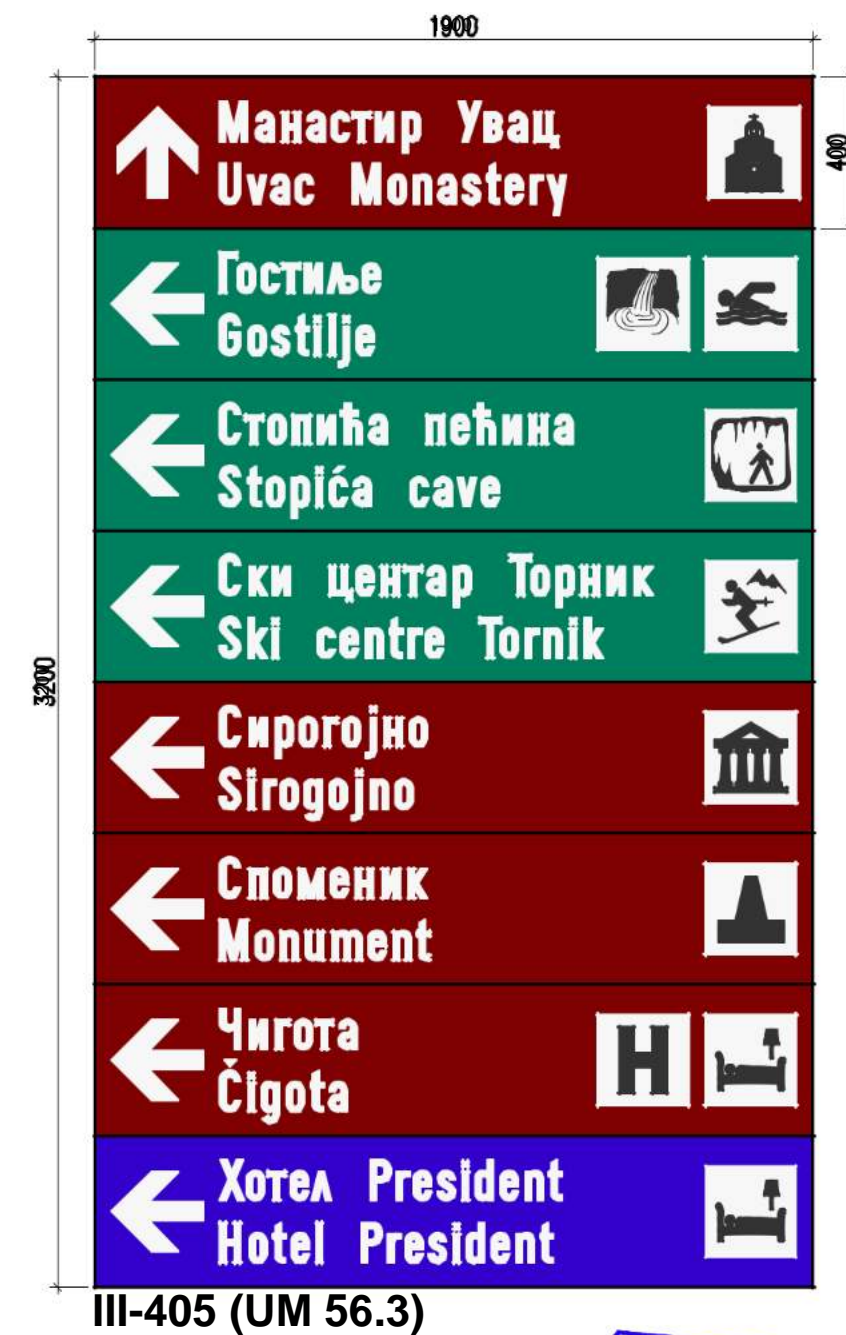 1900
400
Манастир Увац
Uvac Monastery
Гостиље
Gostilje
Стопића пећина
Stopića cave
Ски центар Торник
Ski centre Tornik
3200
Сирогојно
Sirogojno
Споменик
Monument
Чигота
Čigota
H
Хотел President
Hotel President
III-405 (UM 56.3)